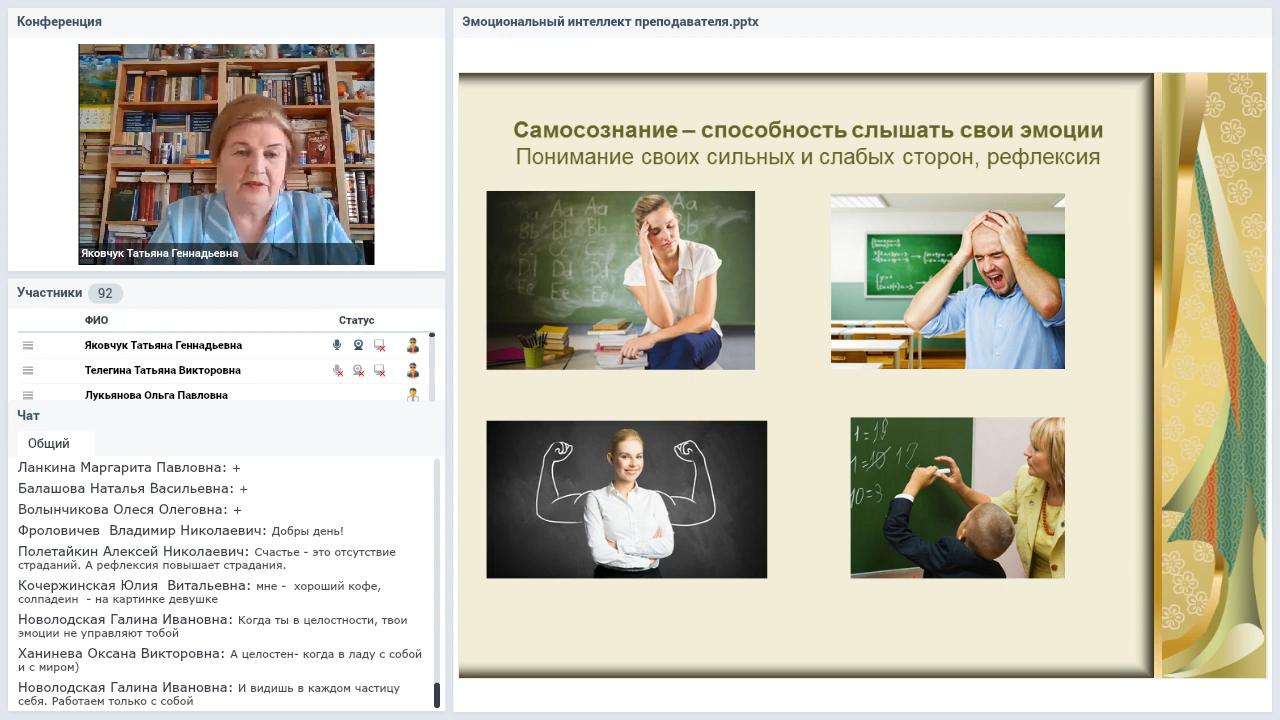 Конференция
Яковчук Татьяна Геннадьевна
Участники 92
ФИО Статус
Яковчук Татьяна Геннадьевна
Телегина Татьяна Викторовна
Лукьянова Ольга Павловна
Чат
Общий
Ланкина Маргарита Павловна: +
Балашова Наталья Васильевна: +
Волынчикова Олеся Олеговна: +
Фроловичев Владимир Николаевич: Добры день!
Полетайкин Алексей Николаевич: Счастье - это отсутствие
страданий. А рефлексия повышает страдания.
Кочержинская Юлия Витальевна: мне - хороший кофе,
солпадеин - на картинке девушке
Новолодская Галина Ивановна: Когда ты в целостности, твои
эмоции не управляют тобой
Ханинева Оксана Викторовна: А целостен- когда в ладу с собой
и с миром)
Новолодская Галина Ивановна: И видишь в каждом частицу
себя. Работаем только с собой
Эмоциональный интеллект преподавателя.pptx
Самосознание – способность слышать свои эмоции
Понимание своих сильных и слабых сторон, рефлексия
Aa Aa Aa Aa